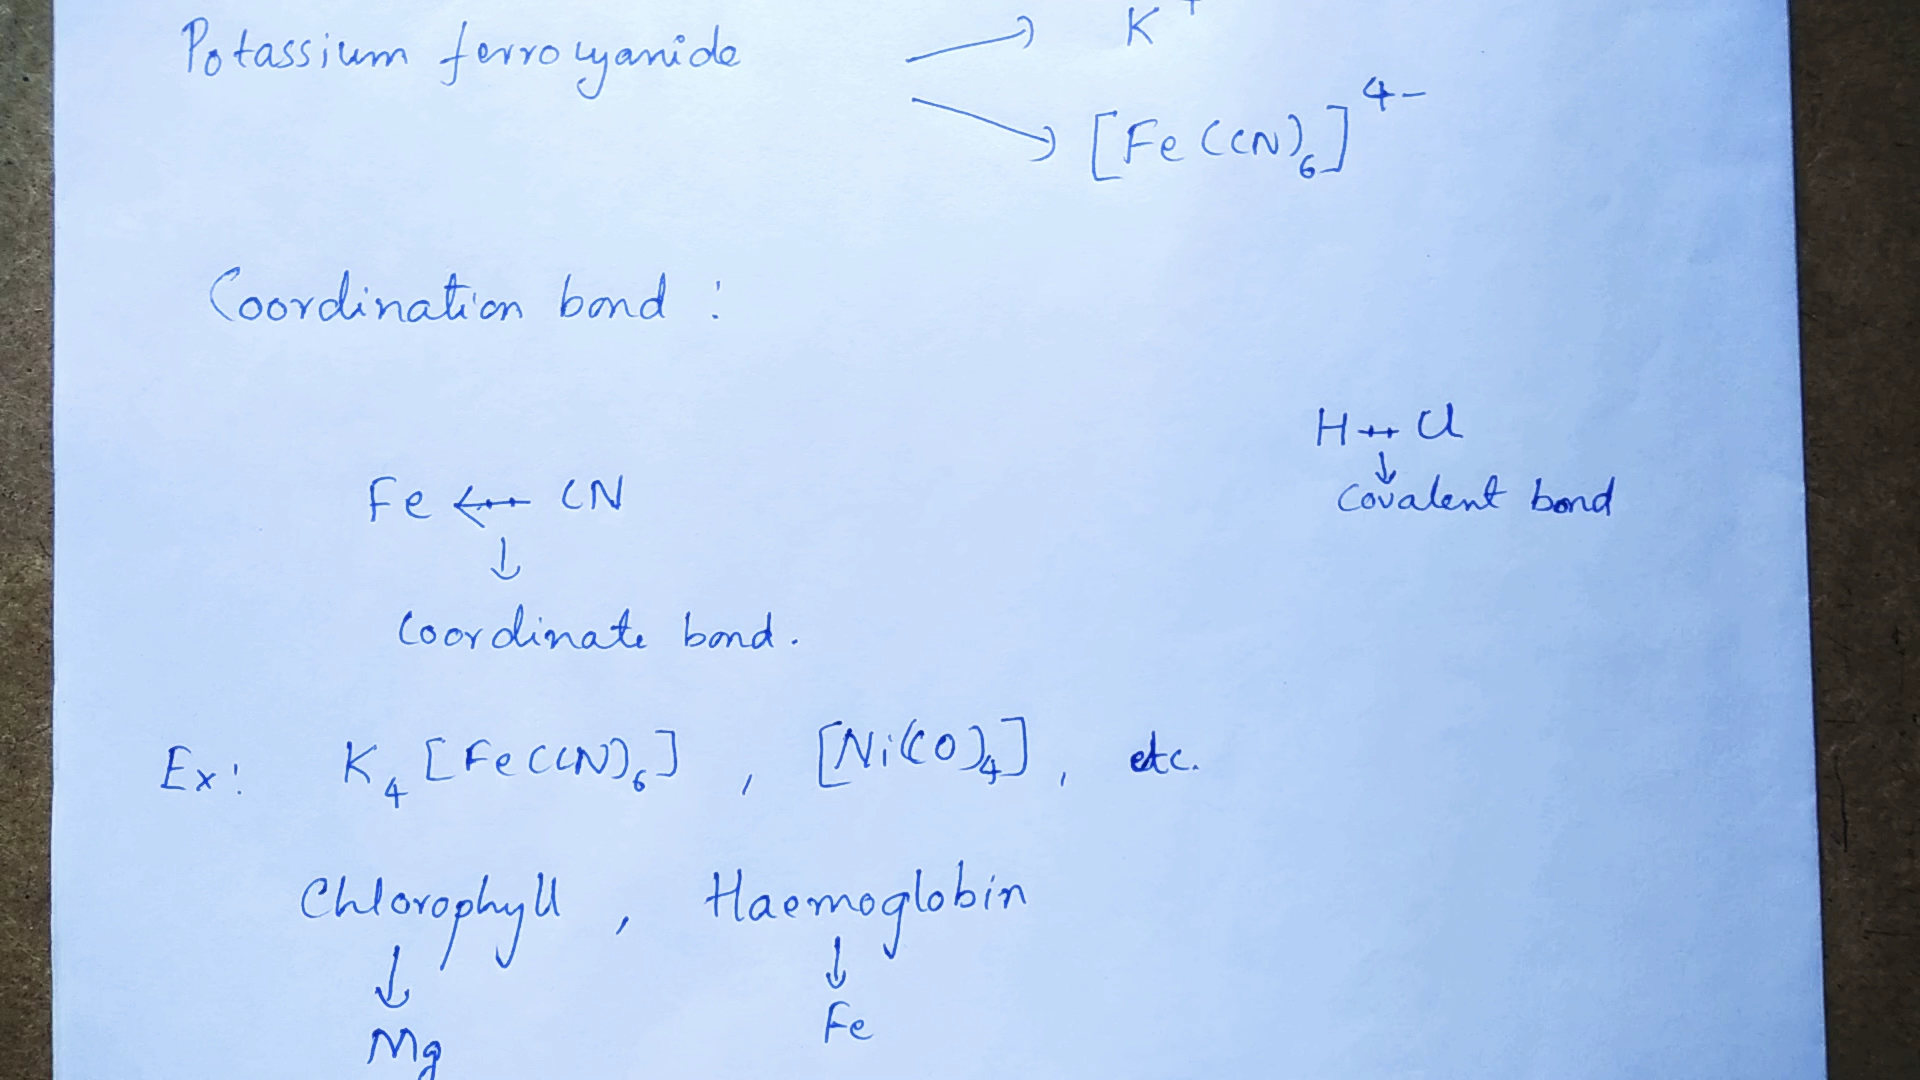 Potassium ferrocyanide → K⁺
→ [Fe(CN)₆]⁴⁻
Coordination bond :
H ↔ Cl
↓
Covalent bond
Fe ← CN
↓
Coordinate bond.
Ex: K₄[Fe(CN)₆] , [Ni(CO)₄] , etc.
Chlorophyll , Haemoglobin
↓ ↓
Mg Fe